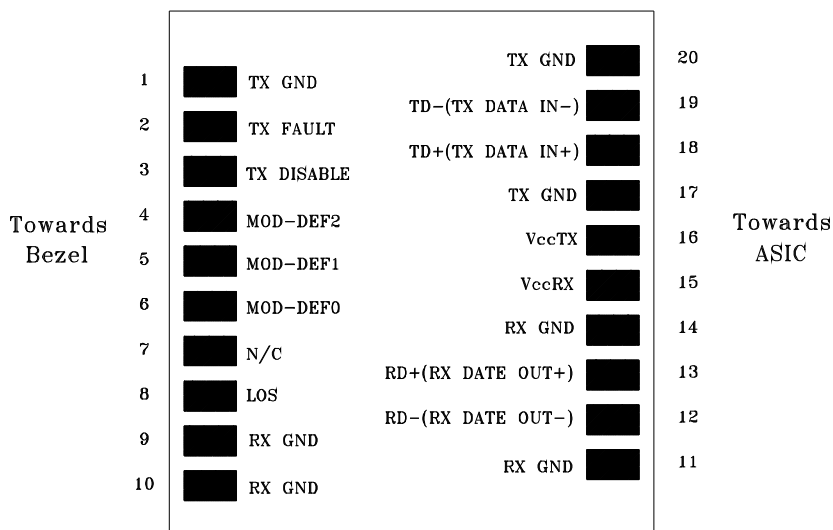 Towards
Bezel
1 TX GND
2 TX FAULT
3 TX DISABLE
4 MOD-DEF2
5 MOD-DEF1
6 MOD-DEF0
7 N/C
8 LOS
9 RX GND
10 RX GND
TX GND 20
TD-(TX DATA IN-) 19
TD+(TX DATA IN+) 18
TX GND 17
VccTX 16
VccRX 15
RX GND 14
RD+(RX DATE OUT+) 13
RD-(RX DATE OUT-) 12
RX GND 11
Towards
ASIC